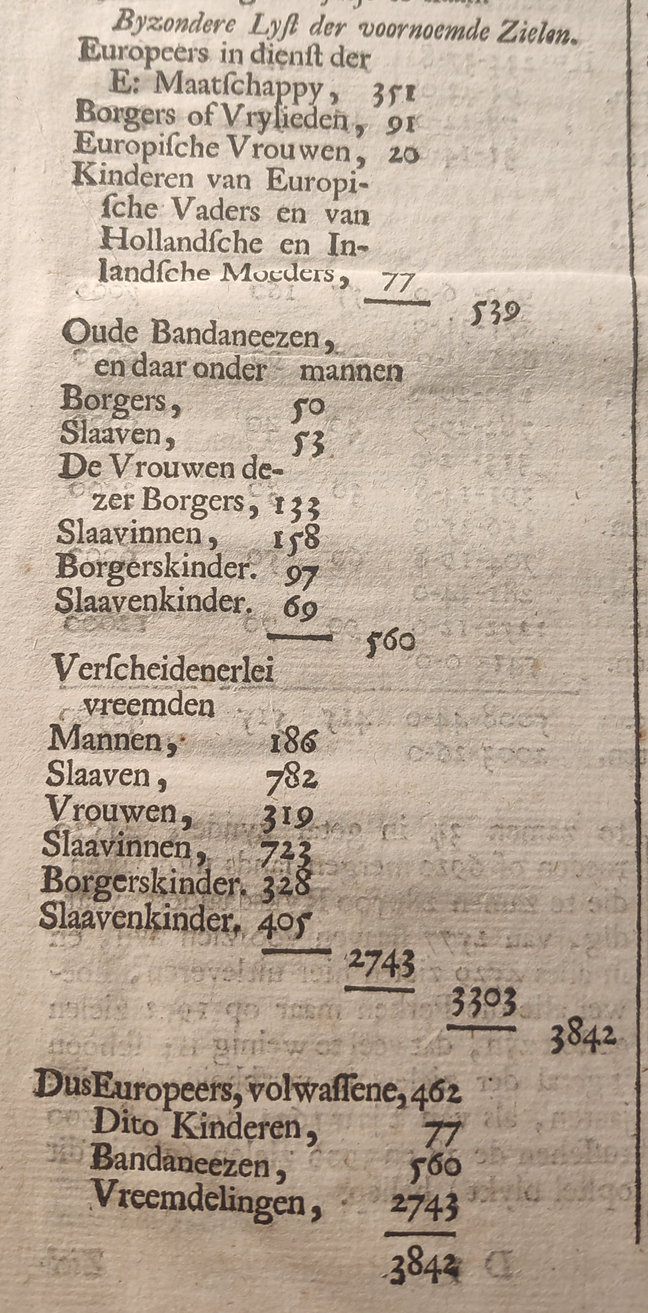 Byzondere Lyſt der voornoemde Zielen.
Europeers in dienſt der
E: Maatſchappy, 351
Borgers of Vrylieden, 91
Europiſche Vrouwen, 20
Kinderen van Europi-
ſche Vaders en van
Hollandſche en In-
landſche Moeders, 77
539
Oude Bandaneezen,
en daar onder mannen
Borgers, 50
Slaaven, 53
De Vrouwen de-
zer Borgers, 133
Slaavinnen, 158
Borgerskinder. 97
Slaavenkinder. 69
560
Verſcheidenerlei
vreemden
Mannen, 186
Slaaven, 782
Vrouwen, 319
Slaavinnen, 723
Borgerskinder. 328
Slaavenkinder. 405
2743
3303
3842
Dus Europeers, volwaſſene, 462
Dito Kinderen, 77
Bandaneezen, 560
Vreemdelingen, 2743
3842